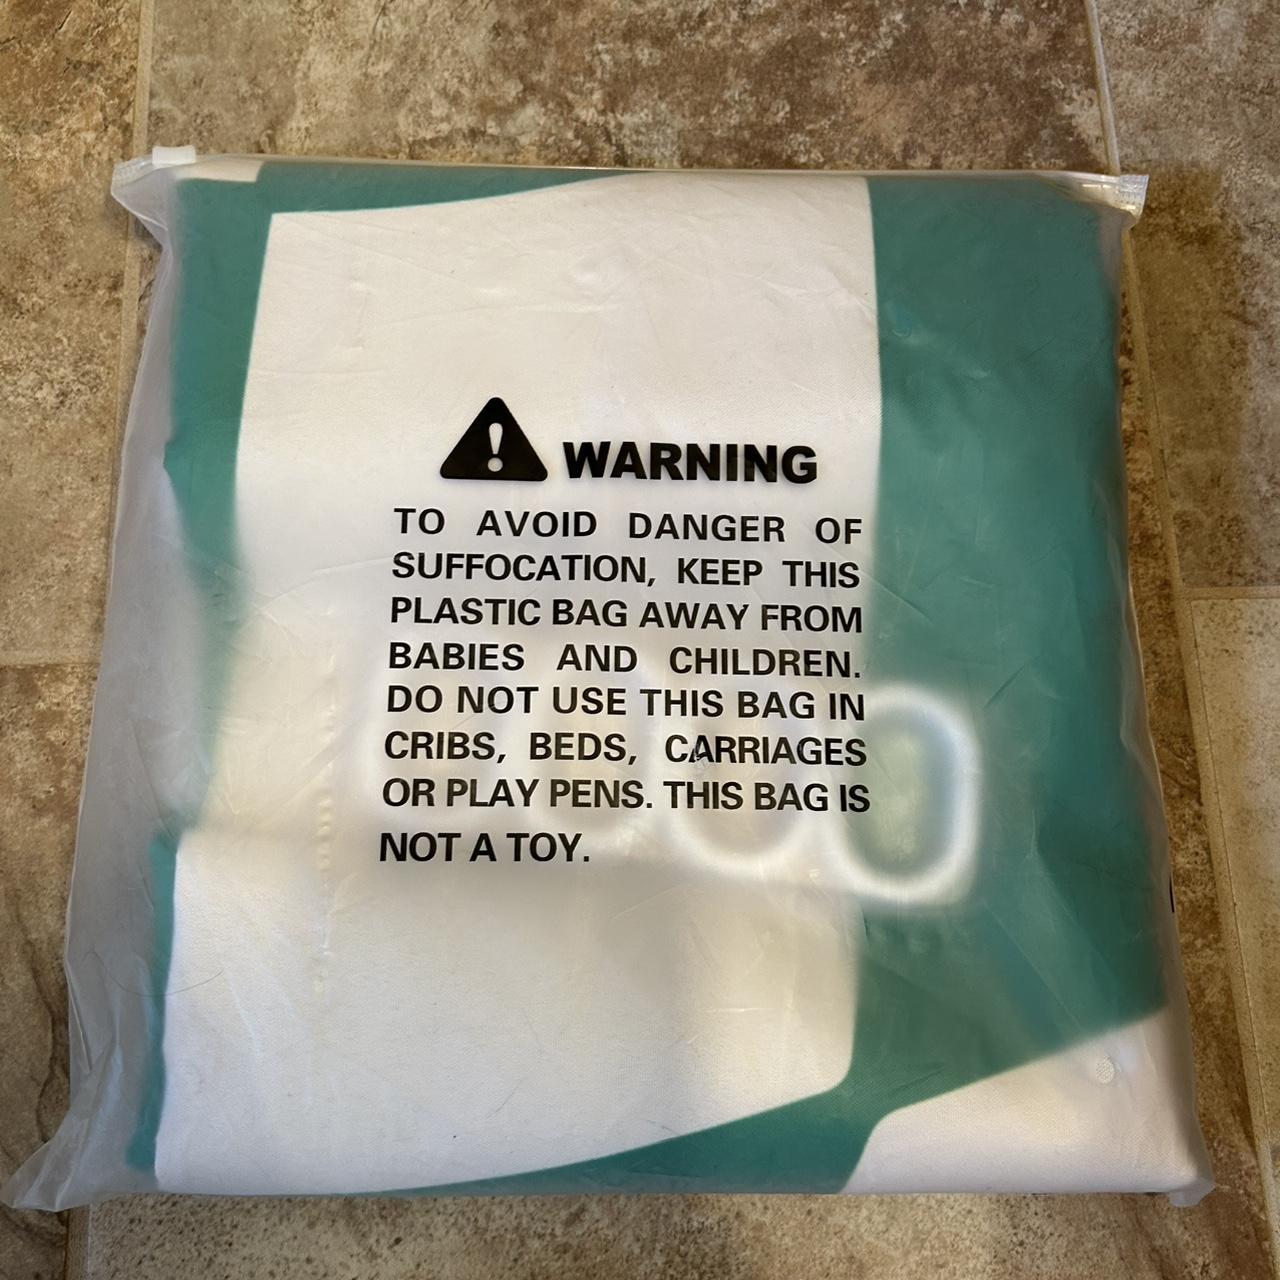 WARNING
TO AVOID DANGER OF
SUFFOCATION, KEEP THIS
PLASTIC BAG AWAY FROM
BABIES AND CHILDREN.
DO NOT USE THIS BAG IN
CRIBS, BEDS, CARRIAGES
OR PLAY PENS. THIS BAG IS
NOT A TOY.